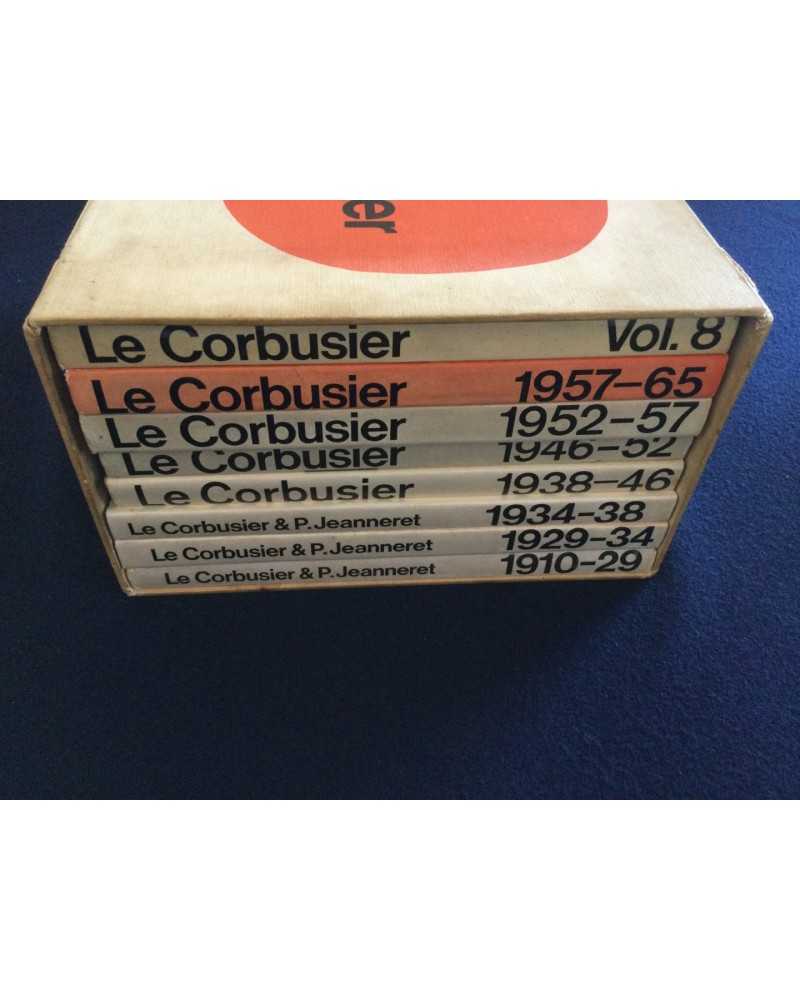 er
Le Corbusier Vol. 8
Le Corbusier 1957–65
Le Corbusier 1952–57
Le Corbusier 1946–52
Le Corbusier 1938–46
Le Corbusier & P.Jeanneret 1934–38
Le Corbusier & P.Jeanneret 1929–34
Le Corbusier & P.Jeanneret 1910–29